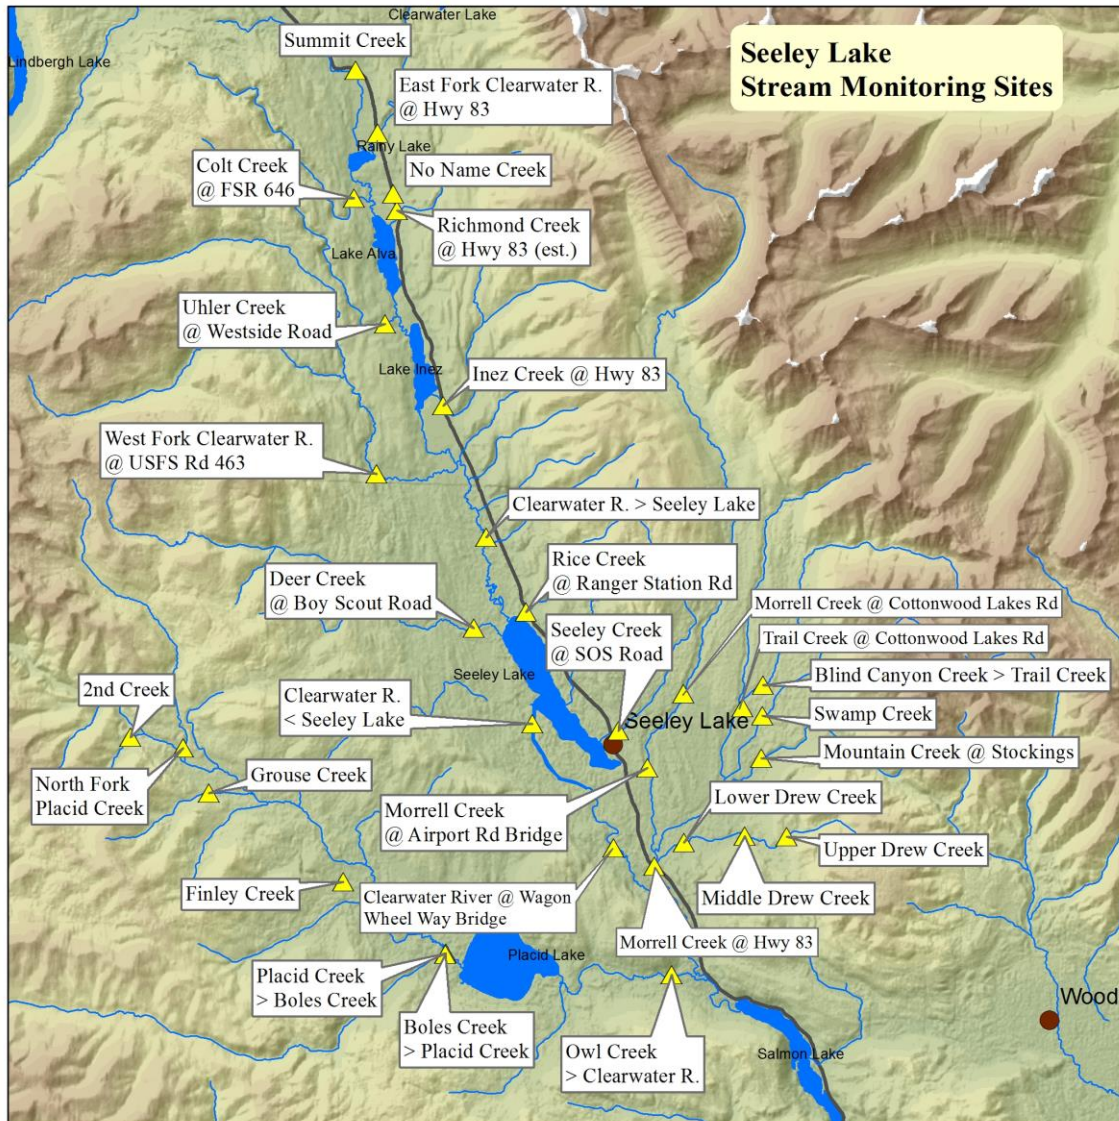 Clearwater Lake
Summit Creek
Seeley Lake
Stream Monitoring Sites
Lindbergh Lake
East Fork Clearwater R.
@ Hwy 83
Rainy Lake
Colt Creek
@ FSR 646
No Name Creek
Richmond Creek
@ Hwy 83 (est.)
Lake Alva
Uhler Creek
@ Westside Road
Lake Inez
Inez Creek @ Hwy 83
West Fork Clearwater R.
@ USFS Rd 463
Clearwater R. > Seeley Lake
Rice Creek
@ Ranger Station Rd
Deer Creek
@ Boy Scout Road
Morrell Creek @ Cottonwood Lakes Rd
Seeley Creek
@ SOS Road
Trail Creek @ Cottonwood Lakes Rd
Seeley Lake
Blind Canyon Creek > Trail Creek
2nd Creek
Clearwater R.
< Seeley Lake
Seeley Lake
Swamp Creek
Mountain Creek @ Stockings
North Fork
Placid Creek
Grouse Creek
Morrell Creek
@ Airport Rd Bridge
Lower Drew Creek
Upper Drew Creek
Finley Creek
Clearwater River @ Wagon
Wheel Way Bridge
Middle Drew Creek
Morrell Creek @ Hwy 83
Placid Lake
Placid Creek
> Boles Creek
Boles Creek
> Placid Creek
Owl Creek
> Clearwater R.
Salmon Lake
Wood